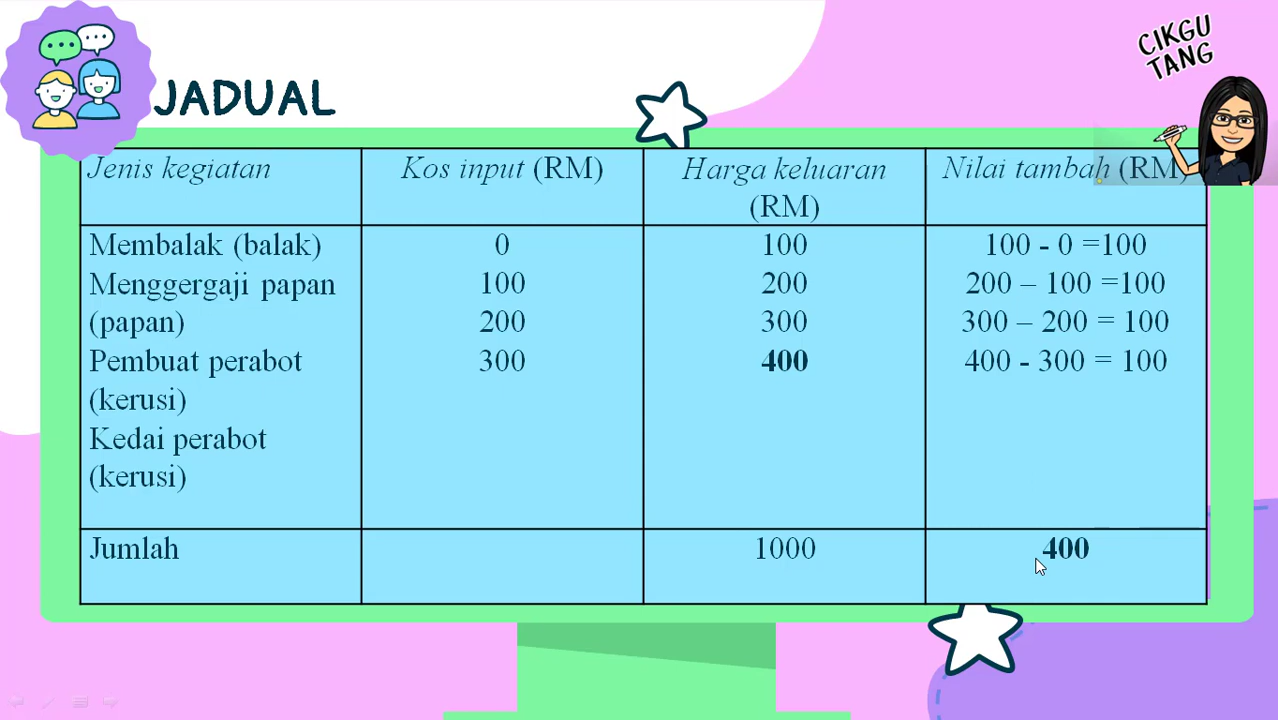 CIKGU
TANG
JADUAL
Jenis kegiatan
Kos input (RM)
Harga keluaran
(RM)
Nilai tambah (RM)
Membalak (balak)
0
100
100 - 0 =100
Menggergaji papan
100
200
200 – 100 =100
(papan)
200
300
300 – 200 = 100
Pembuat perabot
300
400
400 - 300 = 100
(kerusi)
Kedai perabot
(kerusi)
Jumlah
1000
400